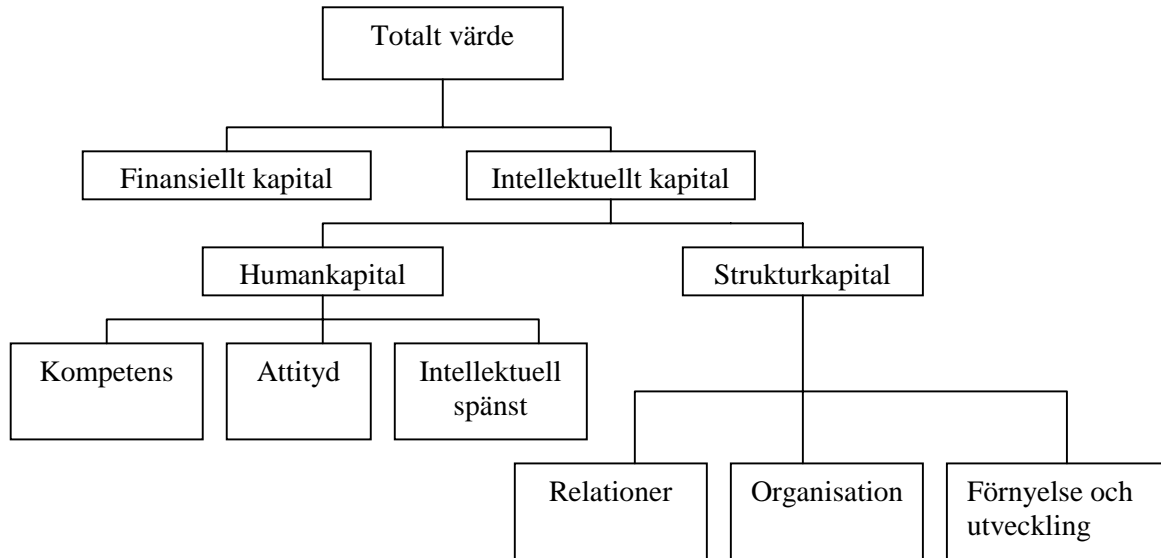 Totalt värde
Finansiellt kapital
Intellektuellt kapital
Humankapital
Strukturkapital
Kompetens
Attityd
Intellektuell
spänst
Relationer
Organisation
Förnyelse och
utveckling